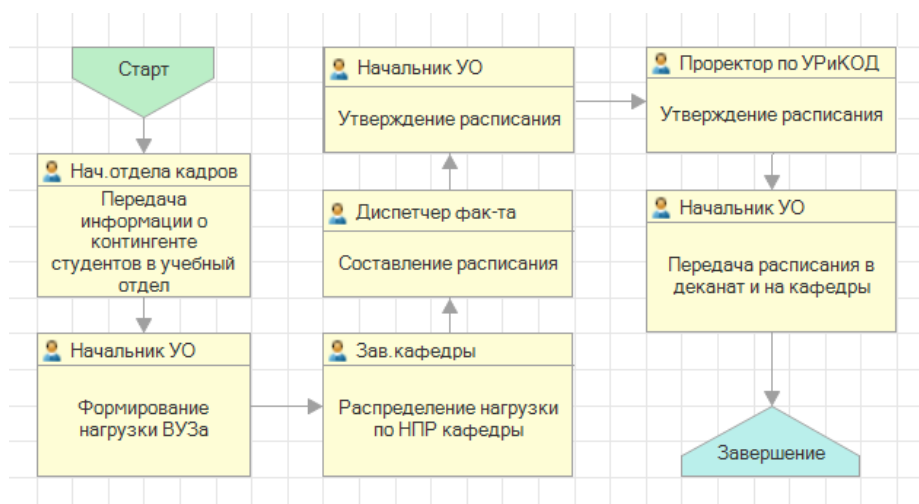 Старт
Нач.отдела кадров
Передача
информации о
контингенте
студентов в учебный
отдел
Начальник УО
Формирование
нагрузки ВУЗа
Зав.кафедры
Распределение нагрузки
по НПР кафедры
Диспетчер фак-та
Составление расписания
Начальник УО
Утверждение расписания
Проректор по УРиКОД
Утверждение расписания
Начальник УО
Передача расписания в
деканат и на кафедры
Завершение